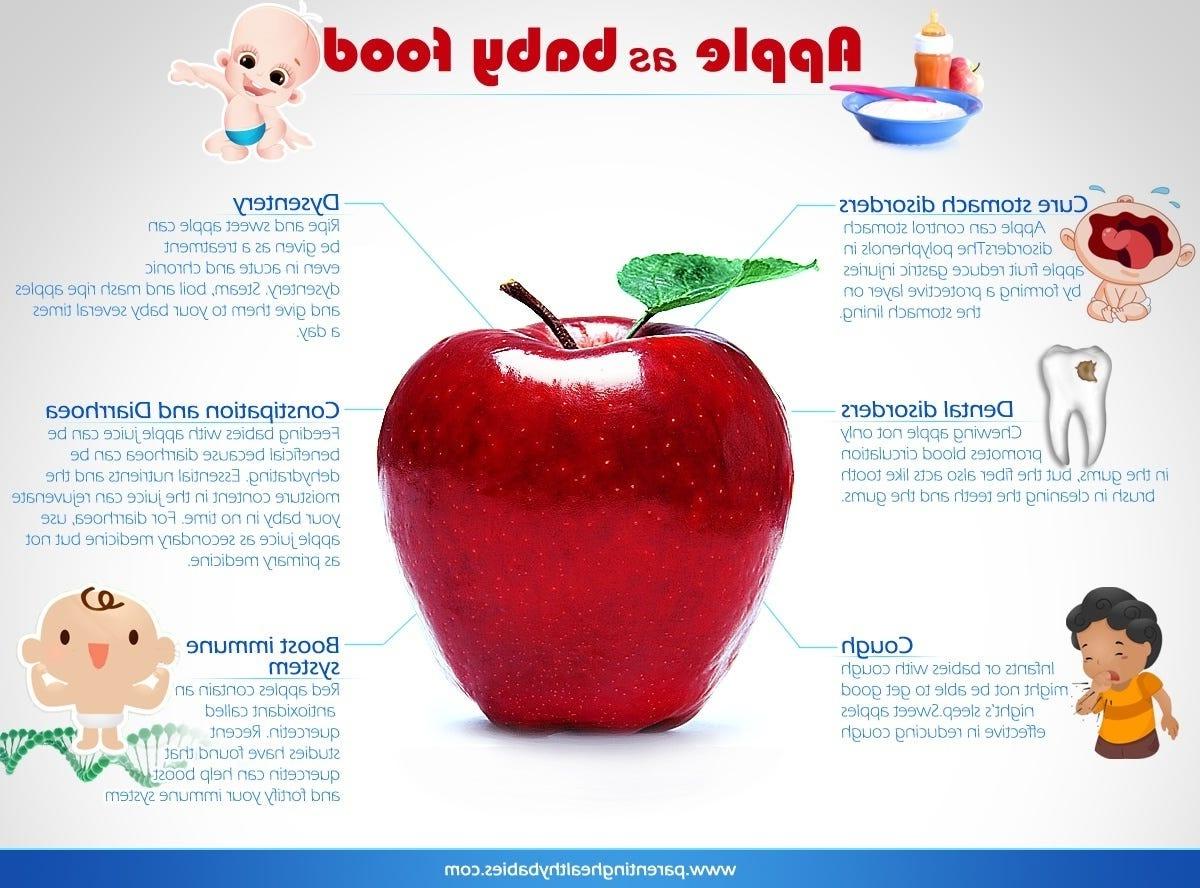 Apple as baby food
Cure stomach disorders
Apple can control stomach
disordersThe polyphenols in
apple fruit reduce gastric injuries
by forming a protective layer on
the stomach lining.
Dental disorders
Chewing apple not only
promotes blood circulation
in the gums, but the fiber also acts like tooth
brush in cleaning the teeth and the gums.
Cough
Infants or babies with cough
might not be able to get good
night's sleep.Sweet apples
effective in reducing cough
Dysentery
Ripe and sweet apple can
be given as a treatment
even in acute and chronic
dysentery. Steam, boil and mash ripe apples
and give them to your baby several times
a day.
Constipation and Diarrhoea
Feeding babies with apple juice can be
beneficial because diarrhoea can be
dehydrating. Essential nutrients and the
moisture content in the juice can rejuvenate
your baby in no time. For diarrhoea, use
apple juice as secondary medicine but not
as primary medicine.
Boost immune
system
Red apples contain an
antioxidant called
quercetin. Recent
studies have found that
quercetin can help boost
and fortify your immune system
www.parentinghealthybabies.com